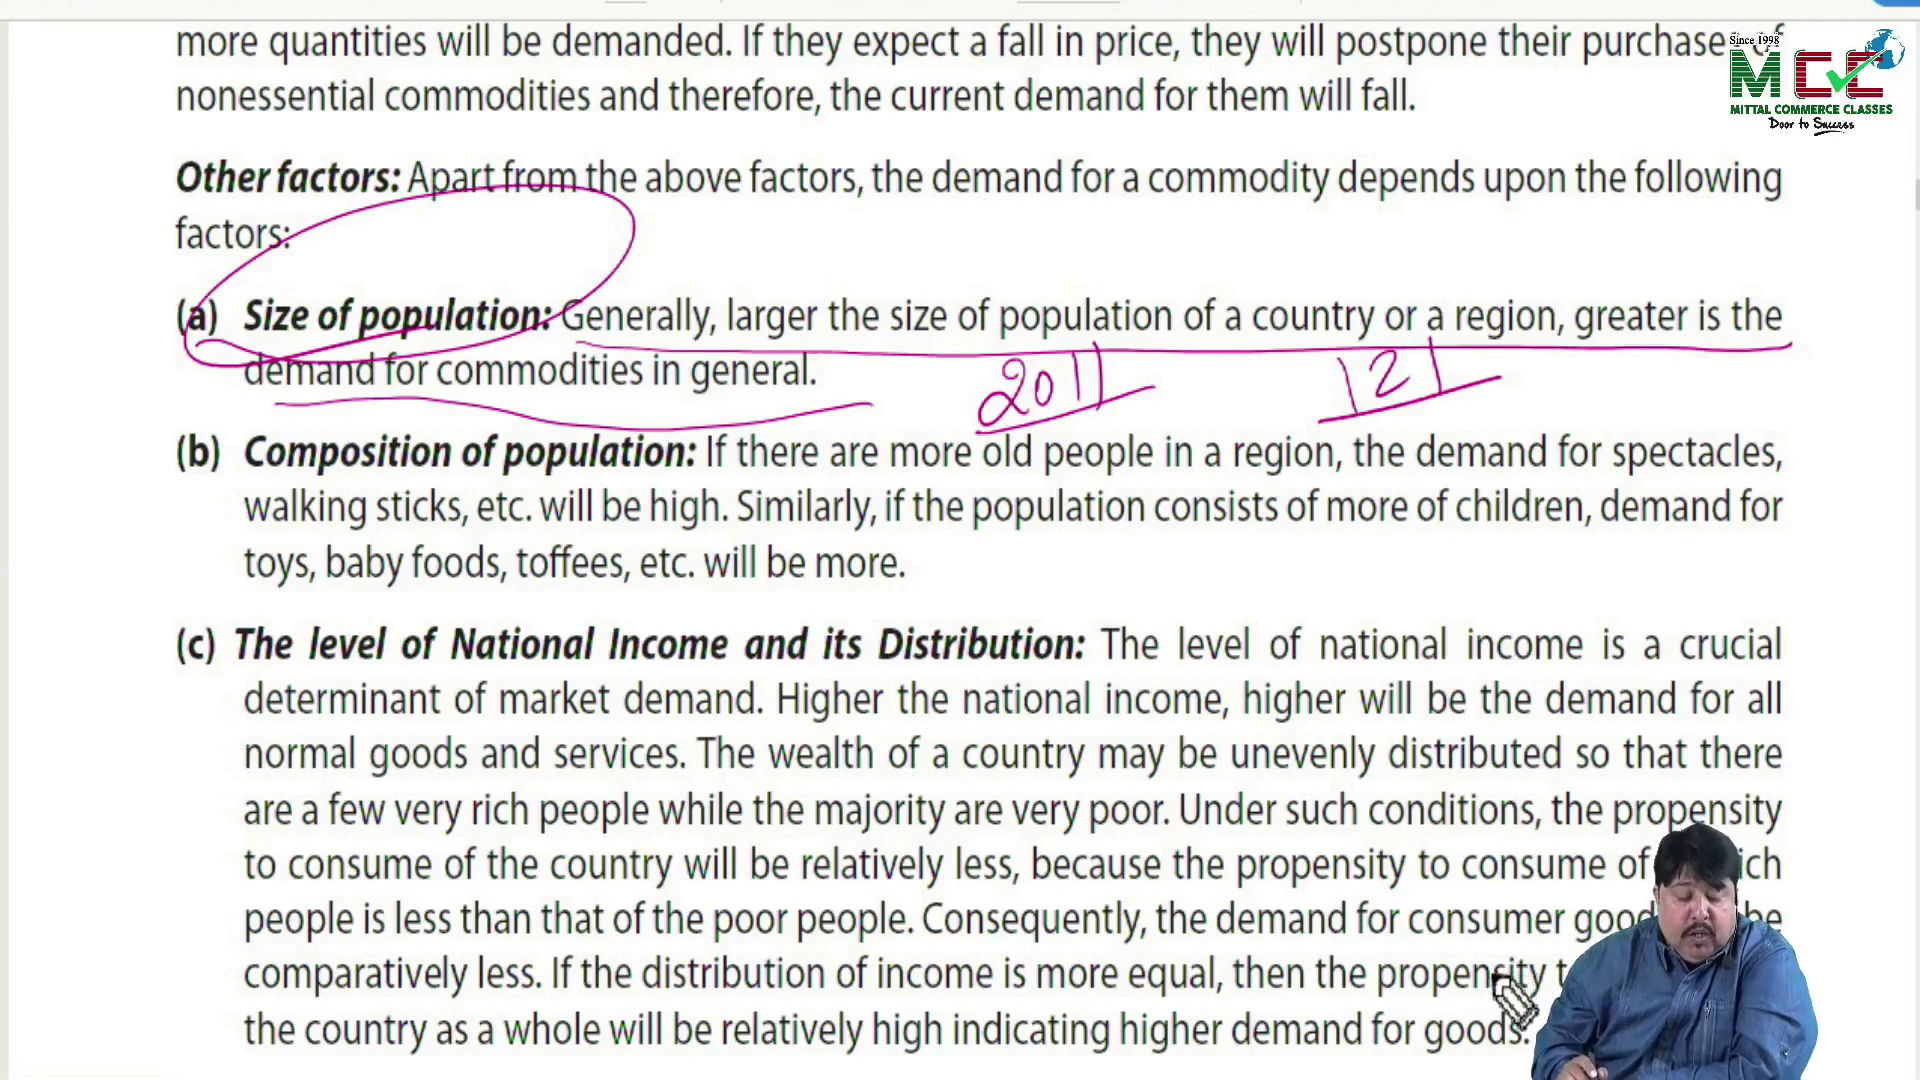 more quantities will be demanded. If they expect a fall in price, they will postpone their purchases of
nonessential commodities and therefore, the current demand for them will fall.
Since 1998
MCC
MITTAL COMMERCE CLASSES
Door to Success
Other factors: Apart from the above factors, the demand for a commodity depends upon the following
factors:
(a) Size of population: Generally, larger the size of population of a country or a region, greater is the
demand for commodities in general.
2011 121
(b) Composition of population: If there are more old people in a region, the demand for spectacles,
walking sticks, etc. will be high. Similarly, if the population consists of more of children, demand for
toys, baby foods, toffees, etc. will be more.
(c) The level of National Income and its Distribution: The level of national income is a crucial
determinant of market demand. Higher the national income, higher will be the demand for all
normal goods and services. The wealth of a country may be unevenly distributed so that there
are a few very rich people while the majority are very poor. Under such conditions, the propensity
to consume of the country will be relatively less, because the propensity to consume of
people is less than that of the poor people. Consequently, the demand for consumer be
comparatively less. If the distribution of income is more equal, then the propensity
the country as a whole will be relatively high indicating higher demand for goods.